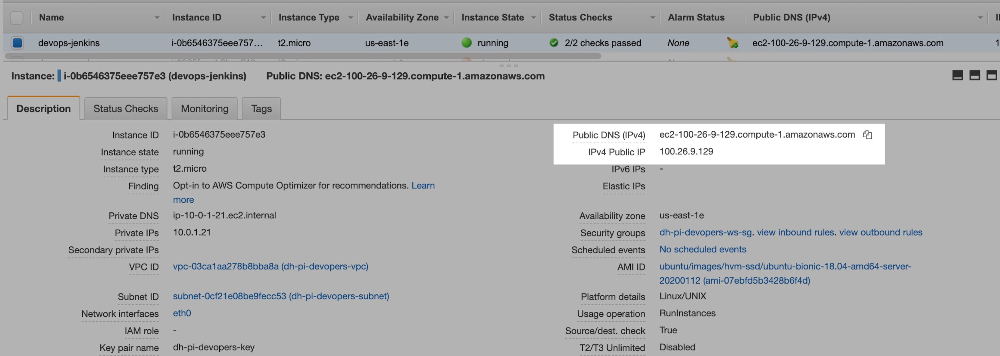 Name Instance ID Instance Type Availability Zone Instance State Status Checks Alarm Status Public DNS (IPv4)
devops-jenkins i-0b6546375eee757... t2.micro us-east-1e running 2/2 checks passed None ec2-100-26-9-129.compute-1.amazonaws.com 1
Instance: i-0b6546375eee757e3 (devops-jenkins) Public DNS: ec2-100-26-9-129.compute-1.amazonaws.com
Description Status Checks Monitoring Tags
Instance ID i-0b6546375eee757e3
Instance state running
Instance type t2.micro
Finding Opt-in to AWS Compute Optimizer for recommendations. Learn
more
Private DNS ip-10-0-1-21.ec2.internal
Private IPs 10.0.1.21
Secondary private IPs
VPC ID vpc-03ca1aa278b8bba8a (dh-pi-devopers-vpc)
Subnet ID subnet-0cf21e08be9fecc53 (dh-pi-devopers-subnet)
Network interfaces eth0
IAM role -
Key pair name dh-pi-devopers-key
Public DNS (IPv4) ec2-100-26-9-129.compute-1.amazonaws.com
IPv4 Public IP 100.26.9.129
IPv6 IPs -
Elastic IPs
Availability zone us-east-1e
Security groups dh-pi-devopers-ws-sg. view inbound rules. view outbound rules
Scheduled events No scheduled events
AMI ID ubuntu/images/hvm-ssd/ubuntu-bionic-18.04-amd64-server-
20200112 (ami-07ebfd5b3428b6f4d)
Platform details Linux/UNIX
Usage operation RunInstances
Source/dest. check True
T2/T3 Unlimited Disabled